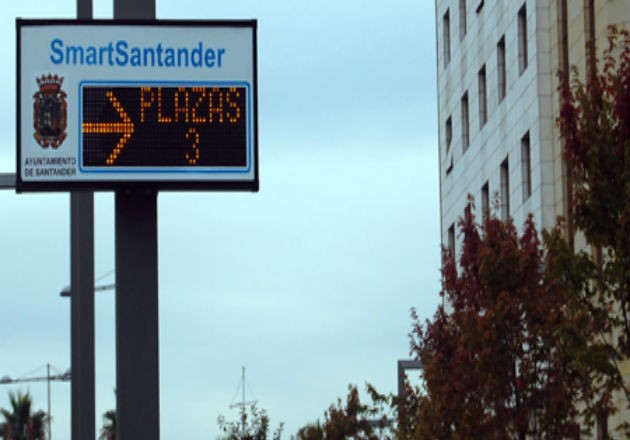 SmartSantander
PLAZAS
3
AYUNTAMIENTO
DE SANTANDER